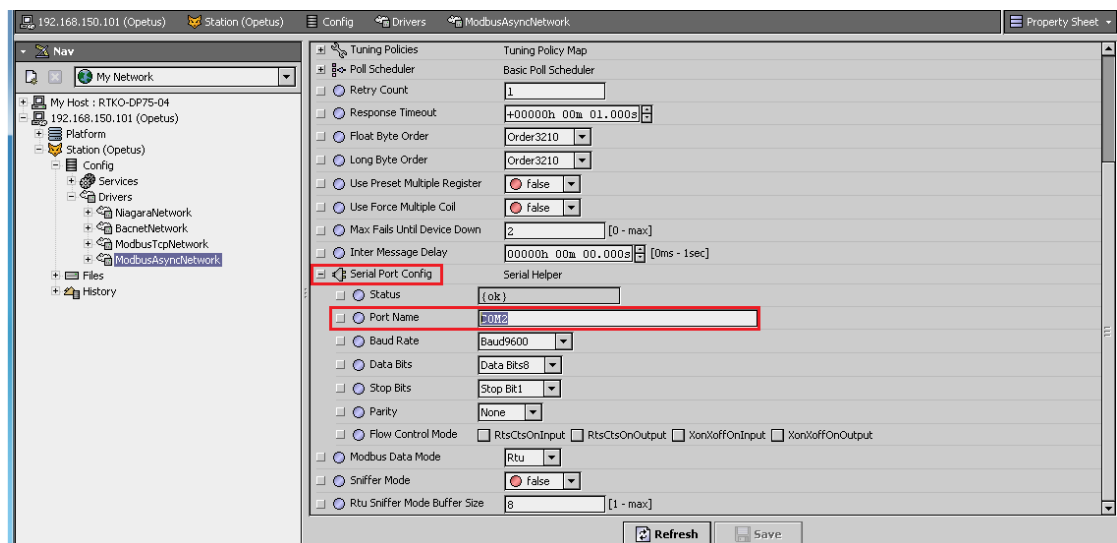 192.168.150.101 (Opetus) Station (Opetus) Config Drivers ModbusAsyncNetwork Property Sheet
Nav
My Network
My Host : RTKO-DP75-04
192.168.150.101 (Opetus)
Platform
Station (Opetus)
Config
Services
Drivers
NiagaraNetwork
BacnetNetwork
ModbusTcpNetwork
ModbusAsyncNetwork
Files
History
Tuning Policies Tuning Policy Map
Poll Scheduler Basic Poll Scheduler
Retry Count 1
Response Timeout +00000h 00m 01.000s
Float Byte Order Order3210
Long Byte Order Order3210
Use Preset Multiple Register false
Use Force Multiple Coil false
Max Fails Until Device Down 2 [0 - max]
Inter Message Delay 00000h 00m 00.000s [0ms - 1sec]
Serial Port Config Serial Helper
Status {ok}
Port Name COM2
Baud Rate Baud9600
Data Bits Data Bits8
Stop Bits Stop Bit1
Parity None
Flow Control Mode RtsCtsOnInput RtsCtsOnOutput XonXoffOnInput XonXoffOnOutput
Modbus Data Mode Rtu
Sniffer Mode false
Rtu Sniffer Mode Buffer Size 8 [1 - max]
Refresh Save